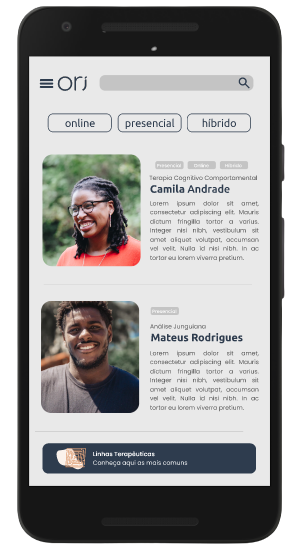 ori
online presencial híbrido
Presencial Online Híbrido
Terapia Cognitivo Comportamental
Camila Andrade
Lorem ipsum dolor sit amet,
consectetur adipiscing elit. Mauris
dictum fringilla tortor a viverra.
Integer nisi nibh, vestibulum sit
amet aliquet volutpat, accumsan
vel velit. Nulla id nisi nibh. In ac
tortor eu lorem viverra pretium.
Presencial
Análise Junguiana
Mateus Rodrigues
Lorem ipsum dolor sit amet,
consectetur adipiscing elit. Mauris
dictum fringilla tortor a viverra.
Integer nisi nibh, vestibulum sit
amet aliquet volutpat, accumsan
vel velit. Nulla id nisi nibh. In ac
tortor eu lorem viverra pretium.
Linhas Terapêuticas
Conheça aqui as mais comuns